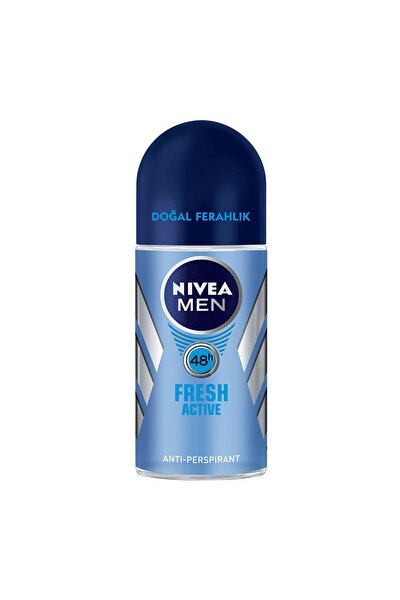 DOĞAL FERAHLIK
NIVEA
MEN
48h
FRESH
ACTIVE
ANTI-PERSPIRANT